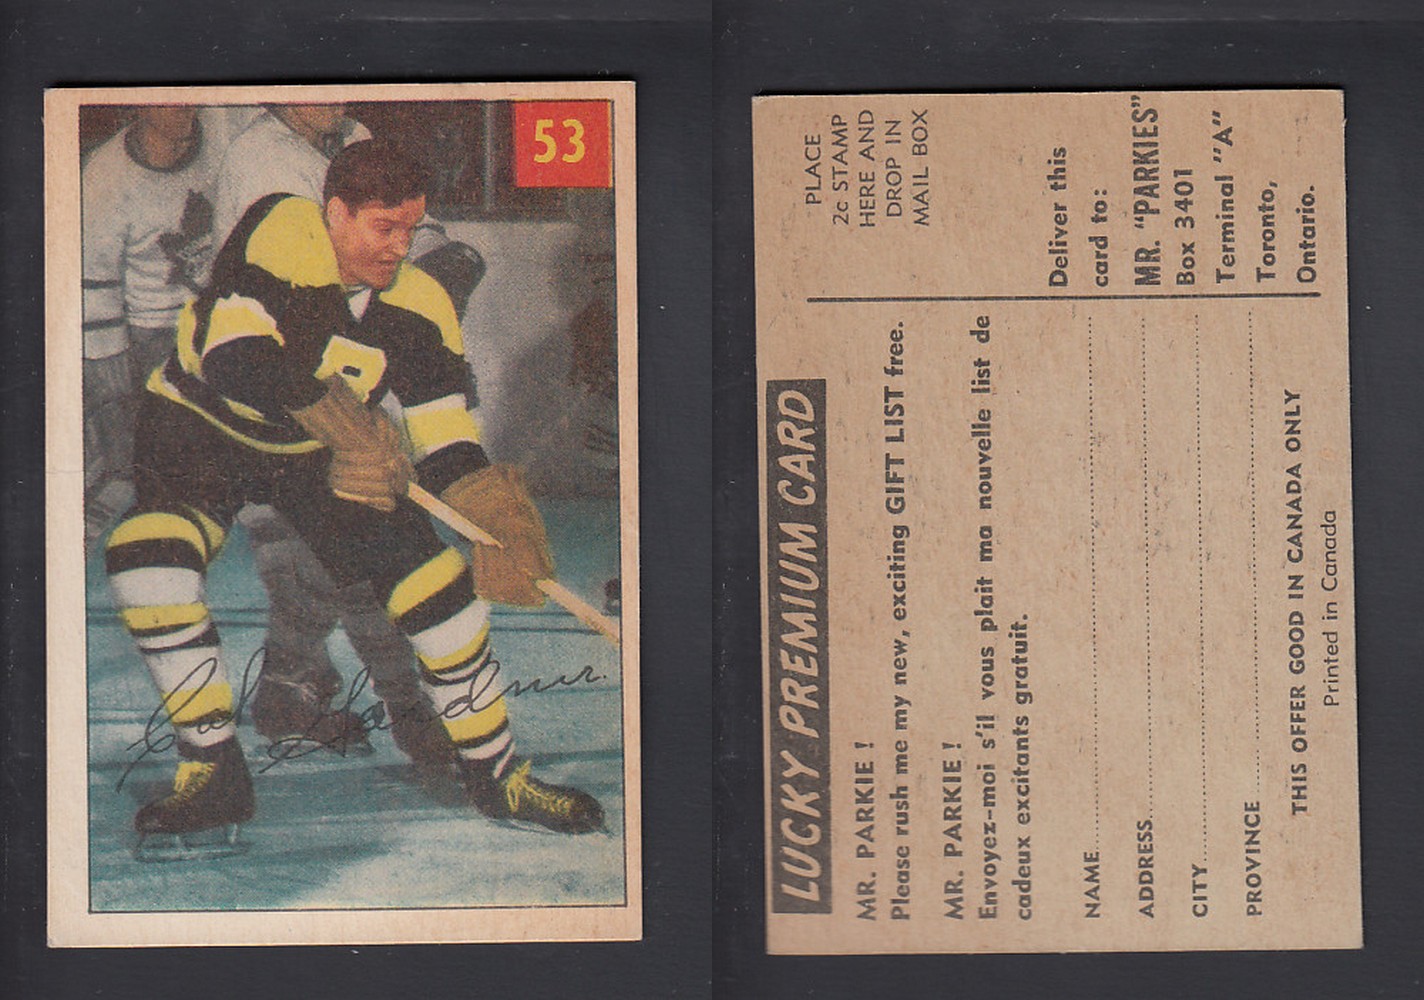 53
B
Cal Gardner
LUCKY PREMIUM CARD
MR. PARKIE!
Please rush me my new, exciting GIFT LIST free.
MR. PARKIE!
Envoyez-moi s'il vous plait ma nouvelle list de
cadeux excitants gratuit.
NAME
ADDRESS
CITY
PROVINCE
THIS OFFER GOOD IN CANADA ONLY
Printed in Canada
PLACE
2c STAMP
HERE AND
DROP IN
MAIL BOX
Deliver this
card to:
MR. "PARKIES"
Box 3401
Terminal "A"
Toronto,
Ontario.